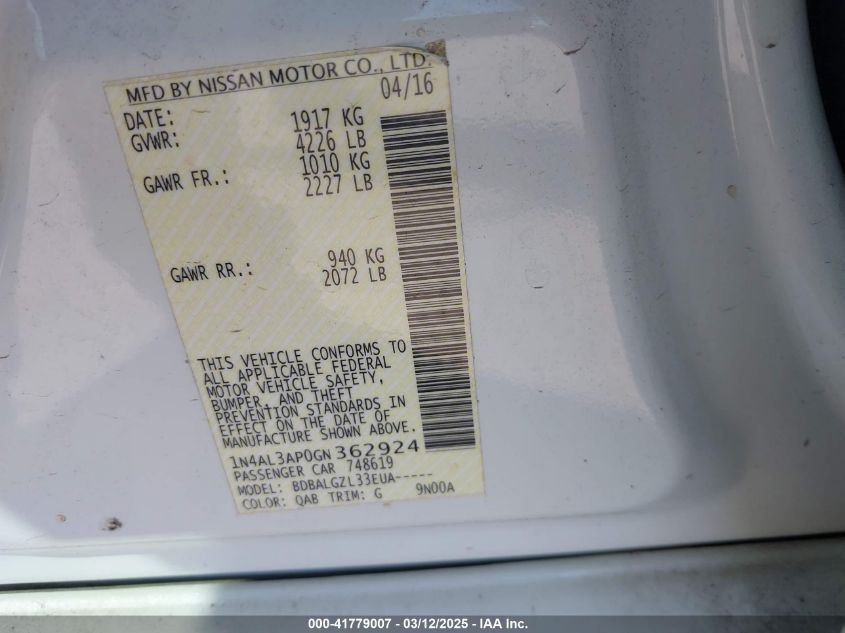 MFD BY NISSAN MOTOR CO., LTD.
DATE: 04/16
GVWR: 1917 KG
4226 LB
GAWR FR.: 1010 KG
2227 LB
GAWR RR.: 940 KG
2072 LB
THIS VEHICLE CONFORMS TO
ALL APPLICABLE FEDERAL
MOTOR VEHICLE SAFETY,
BUMPER, AND THEFT
PREVENTION STANDARDS IN
EFFECT ON THE DATE OF
MANUFACTURE SHOWN ABOVE.
1N4AL3AP0GN362924
PASSENGER CAR 748619
MODEL: BDBALGZL33EUA-----
COLOR: QAB TRIM: G 9N00A
000-41779007 - 03/12/2025 - IAA Inc.